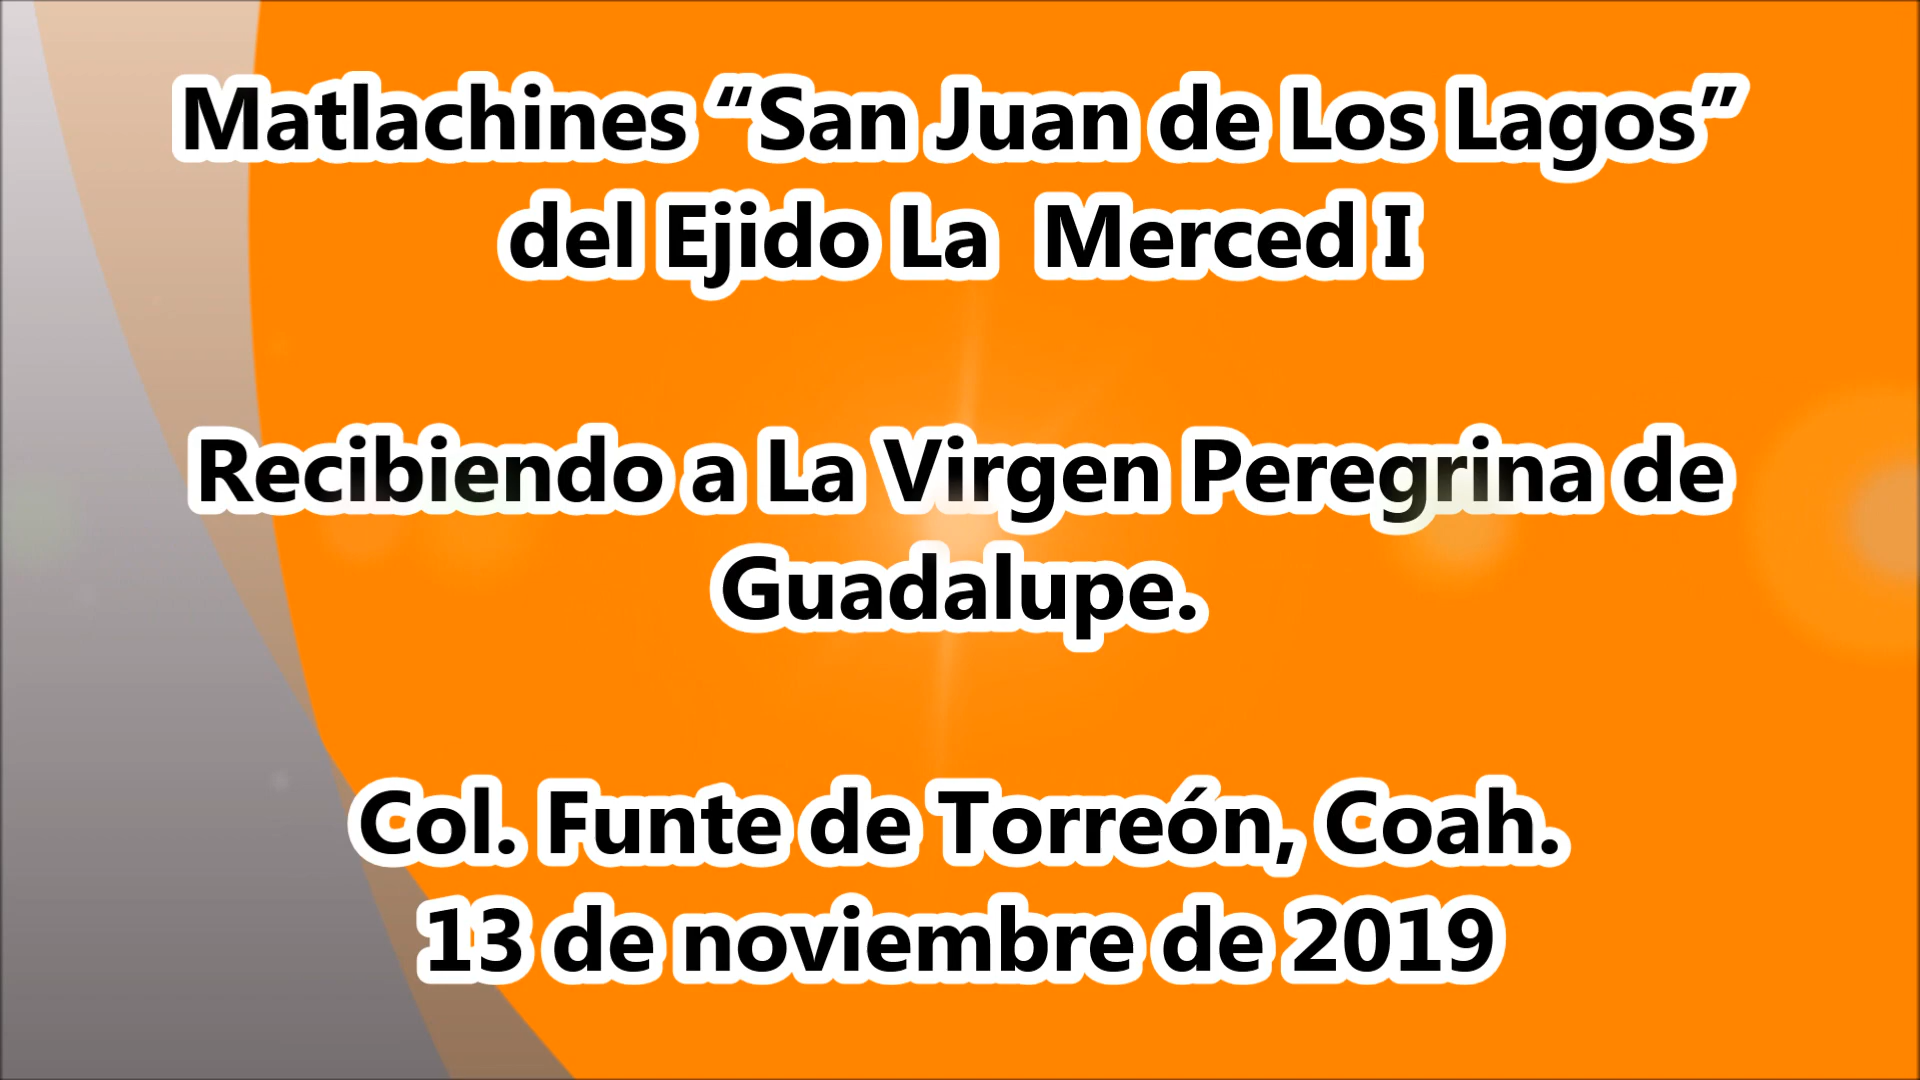 Matlachines “San Juan de Los Lagos”
del Ejido La  Merced I
Recibiendo a La Virgen Peregrina de
Guadalupe.
Col. Funte de Torreón, Coah.
13 de noviembre de 2019